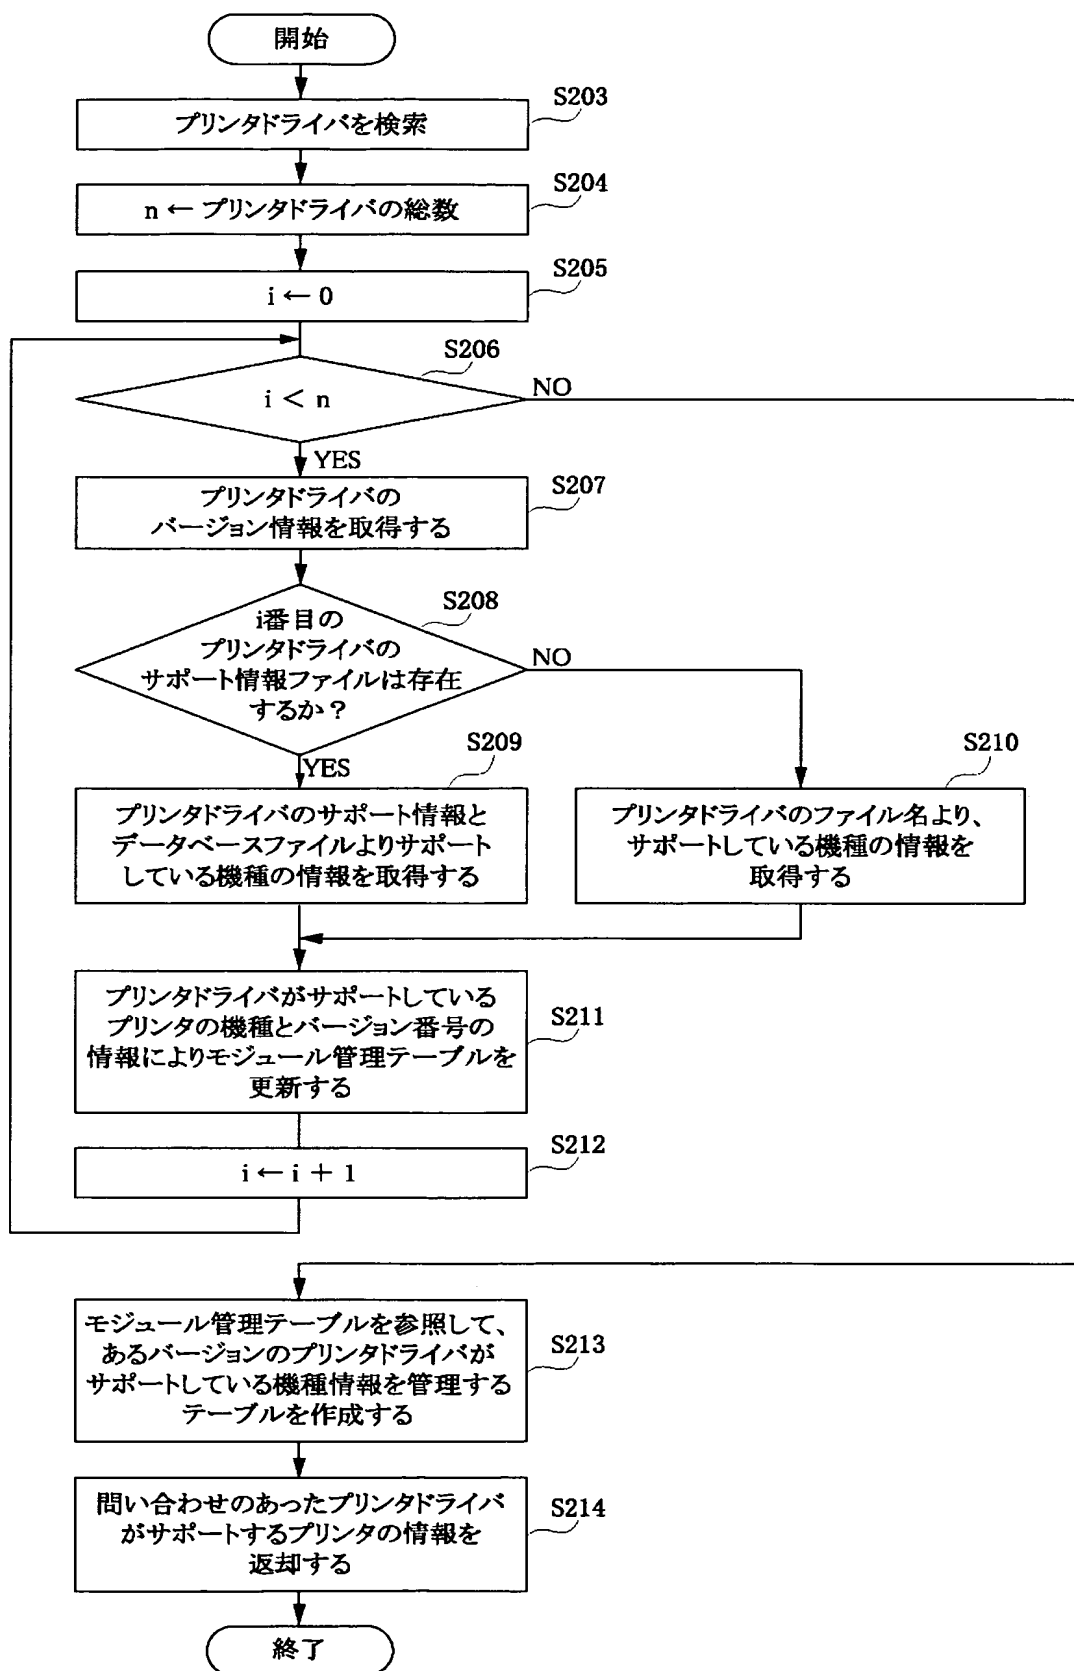 開始
S203
プリンタドライバを検索
S204
n ← プリンタドライバの総数
S205
i ← 0
S206
i < n
NO
YES
S207
プリンタドライバの
バージョン情報を取得する
S208
i番目の
プリンタドライバの
サポート情報ファイルは存在
するか？
NO
YES
S209
プリンタドライバのサポート情報と
データベースファイルよりサポート
している機種の情報を取得する
S210
プリンタドライバのファイル名より、
サポートしている機種の情報を
取得する
S211
プリンタドライバがサポートしている
プリンタの機種とバージョン番号の
情報によりモジュール管理テーブルを
更新する
S212
i ← i + 1
S213
モジュール管理テーブルを参照して、
あるバージョンのプリンタドライバが
サポートしている機種情報を管理する
テーブルを作成する
S214
問い合わせのあったプリンタドライバ
がサポートするプリンタの情報を
返却する
終了